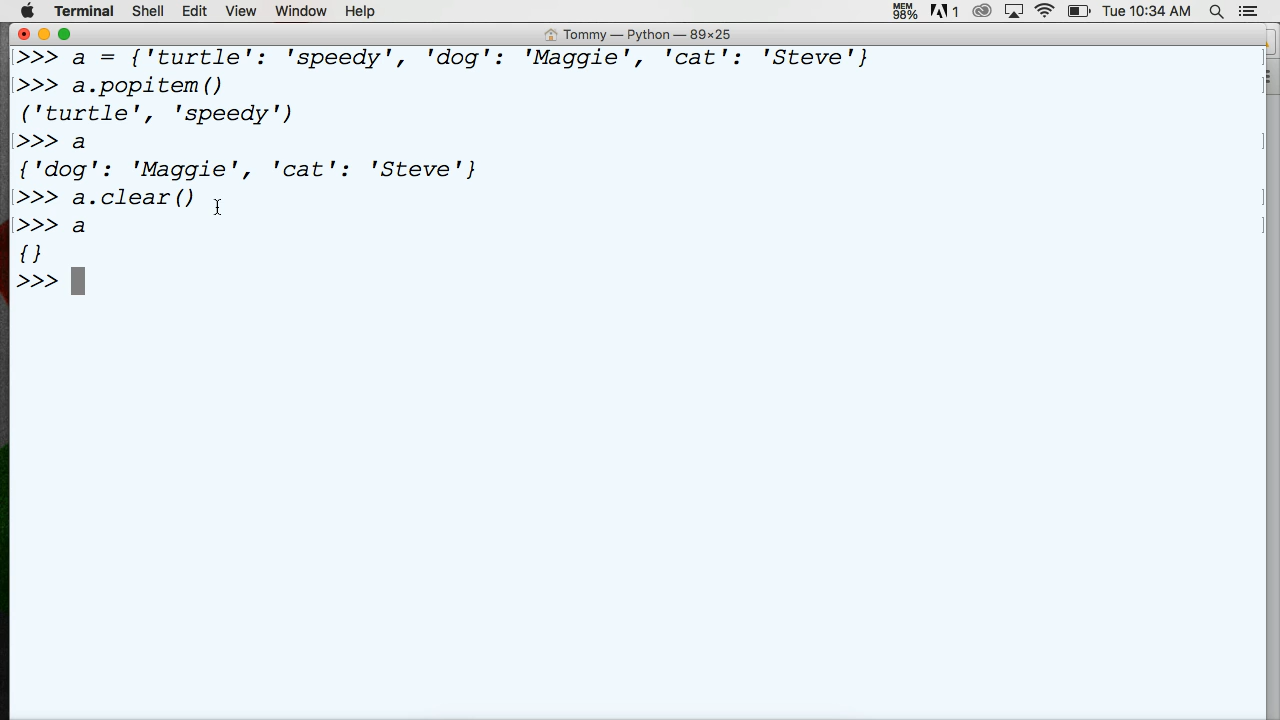 Terminal Shell Edit View Window Help MEM 98% 1 Tue 10:34 AM
Tommy — Python — 89×25
>>> a = {'turtle': 'speedy', 'dog': 'Maggie', 'cat': 'Steve'}
>>> a.popitem()
('turtle', 'speedy')
>>> a
{'dog': 'Maggie', 'cat': 'Steve'}
>>> a.clear()
>>> a
{}
>>>